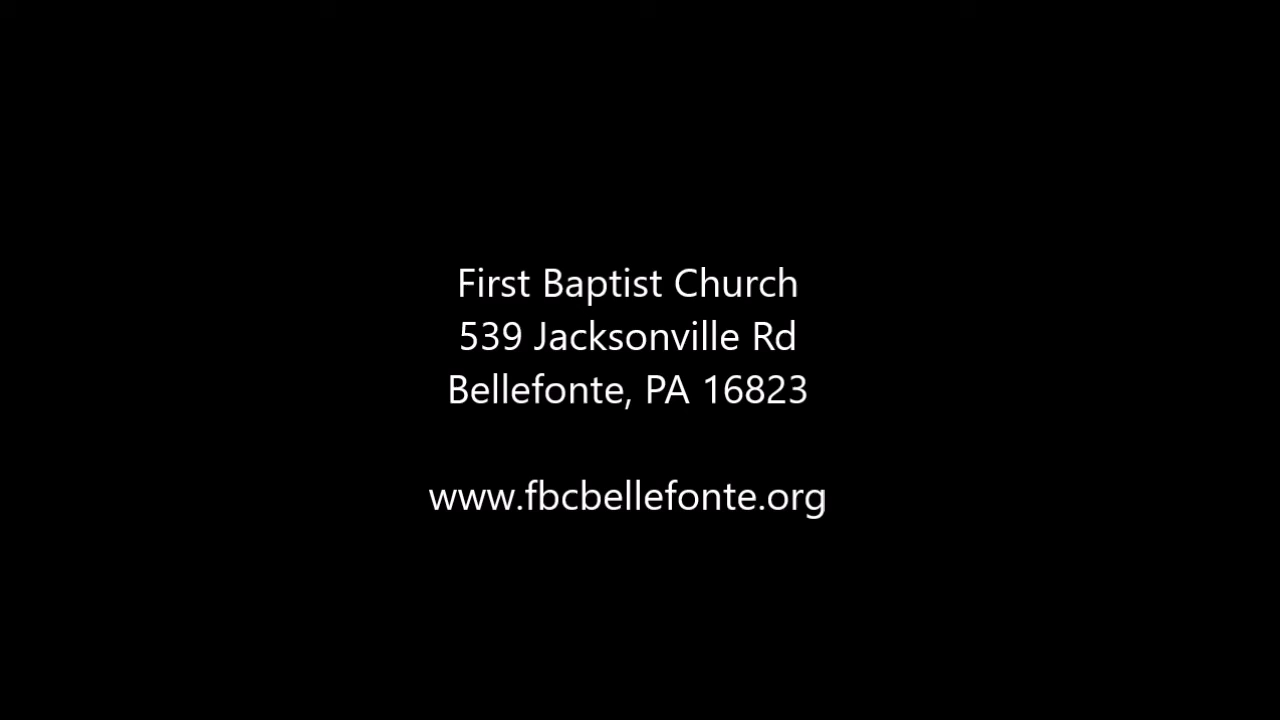 First Baptist Church
539 Jacksonville Rd
Bellefonte, PA 16823
www.fbcbellefonte.org